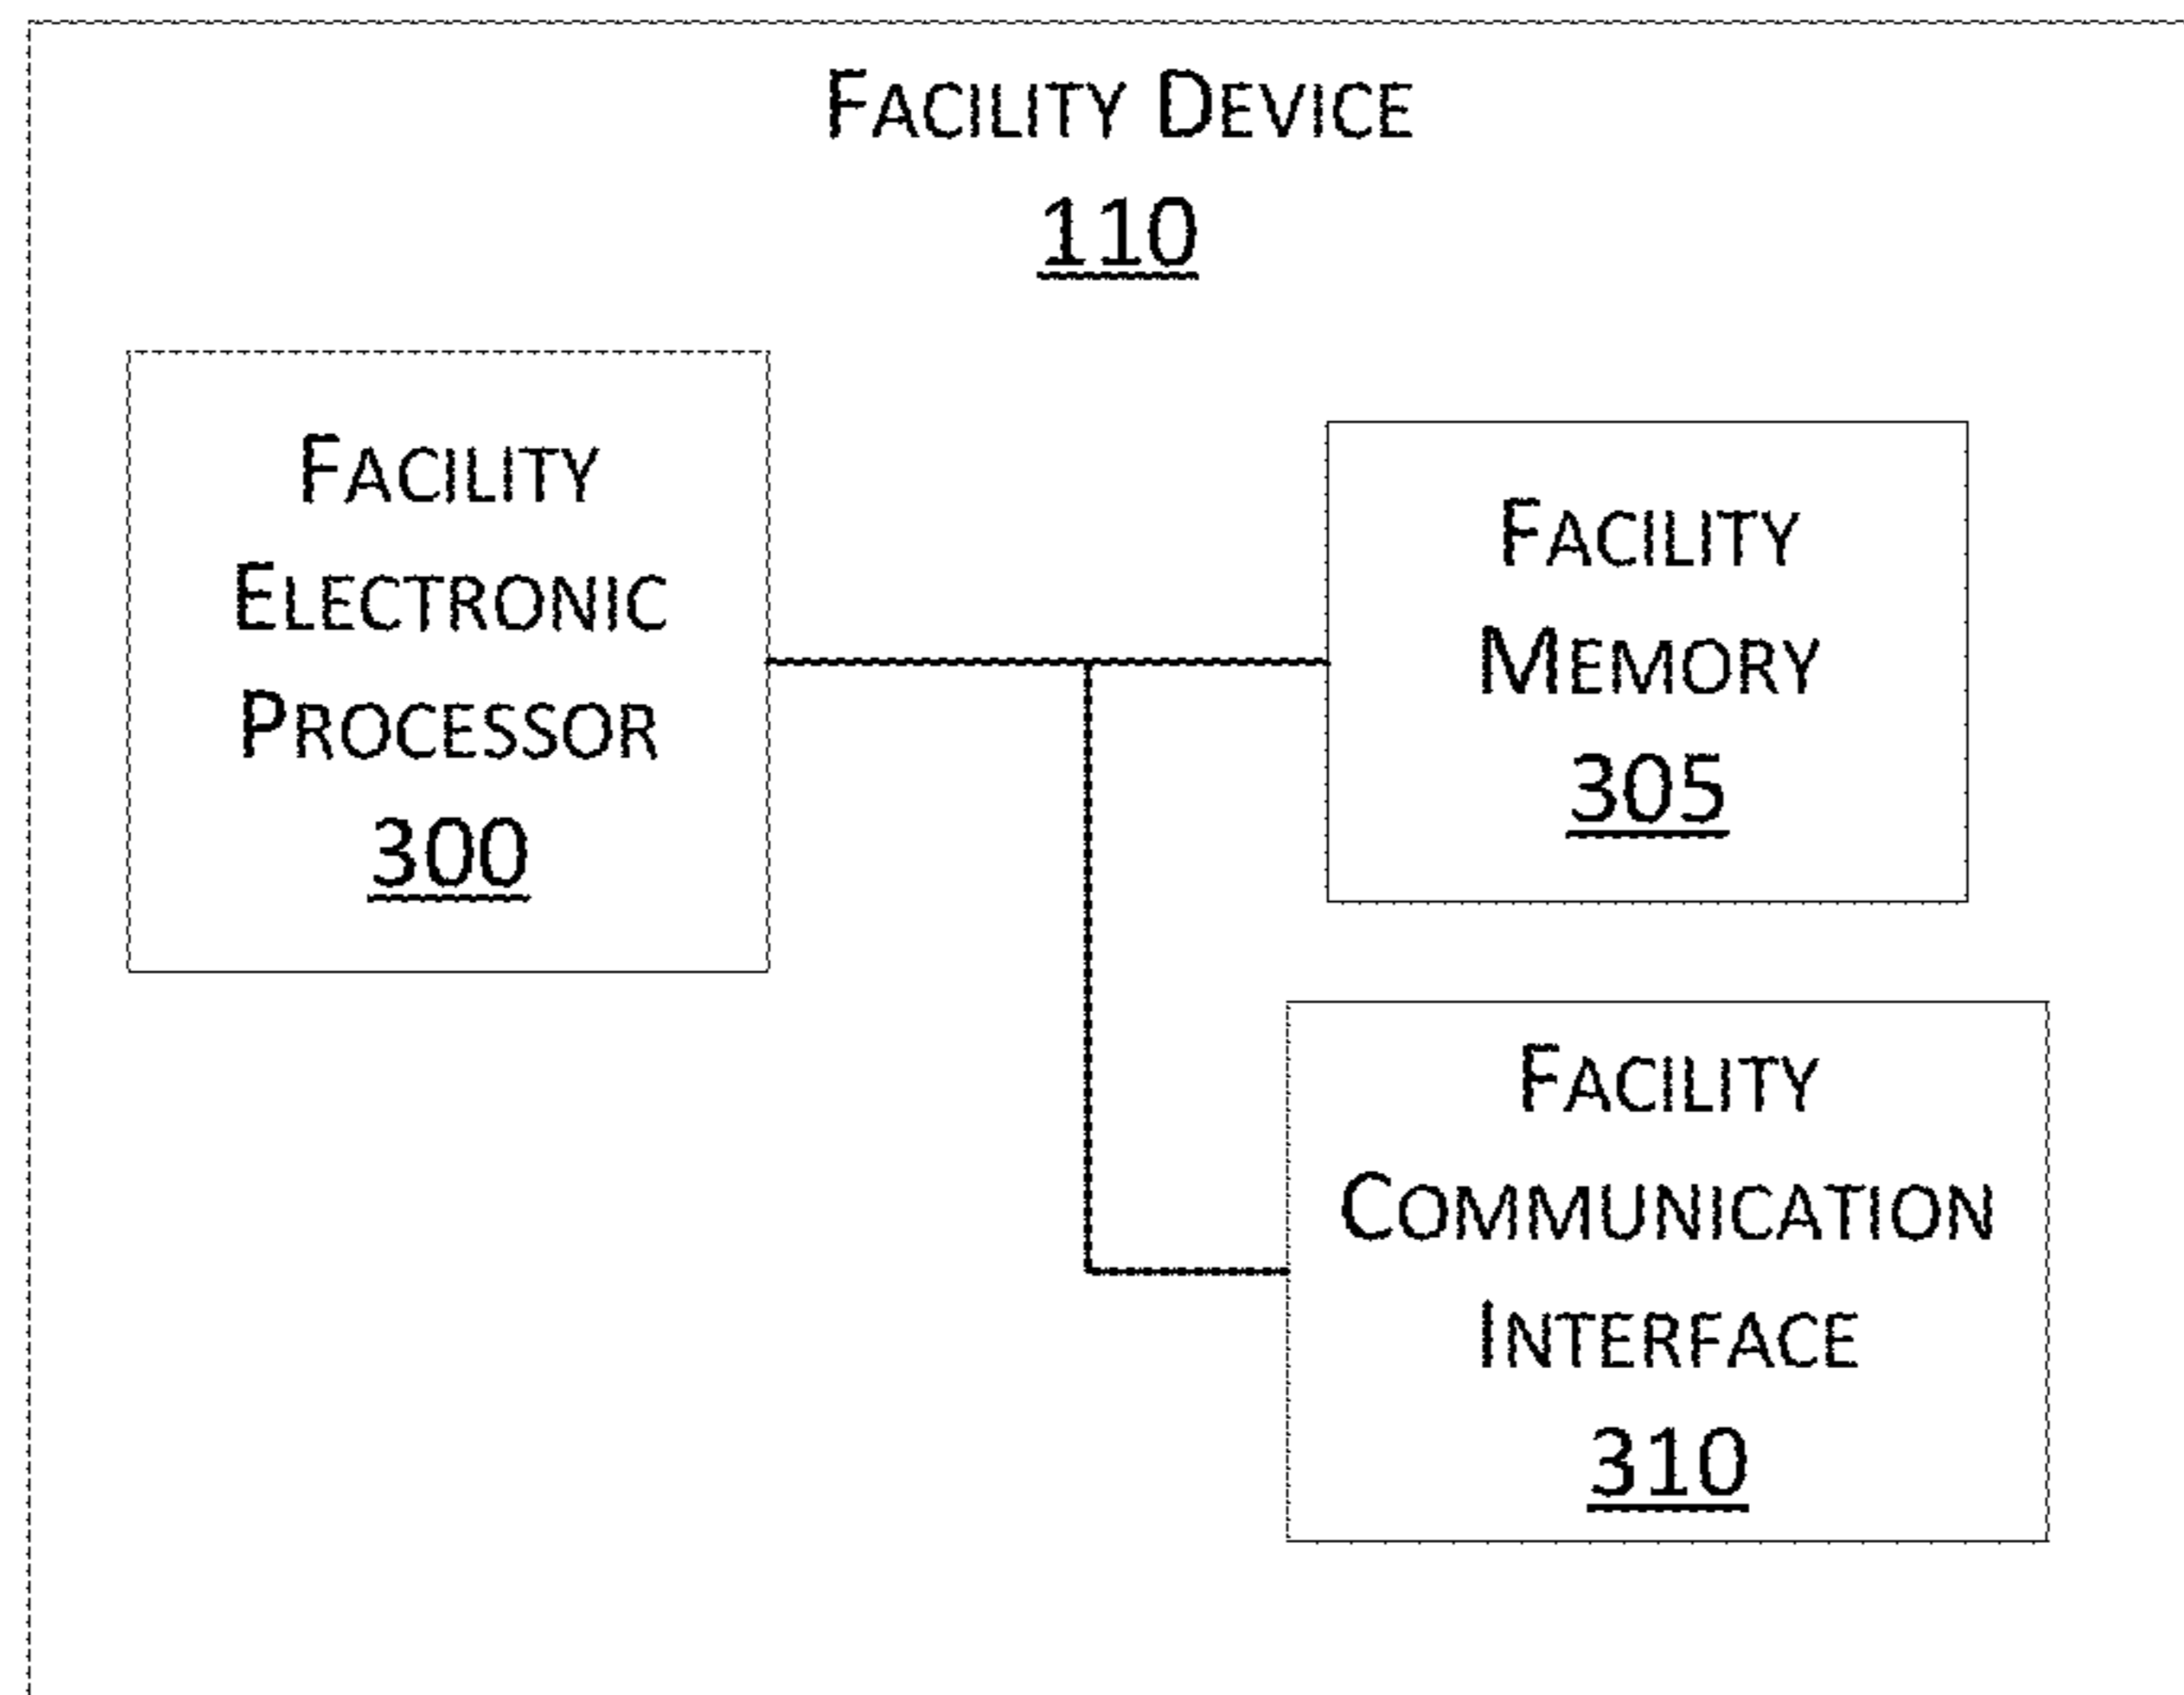 FACILITY DEVICE
110
FACILITY
ELECTRONIC
PROCESSOR
300
FACILITY
MEMORY
305
FACILITY
COMMUNICATION
INTERFACE
310